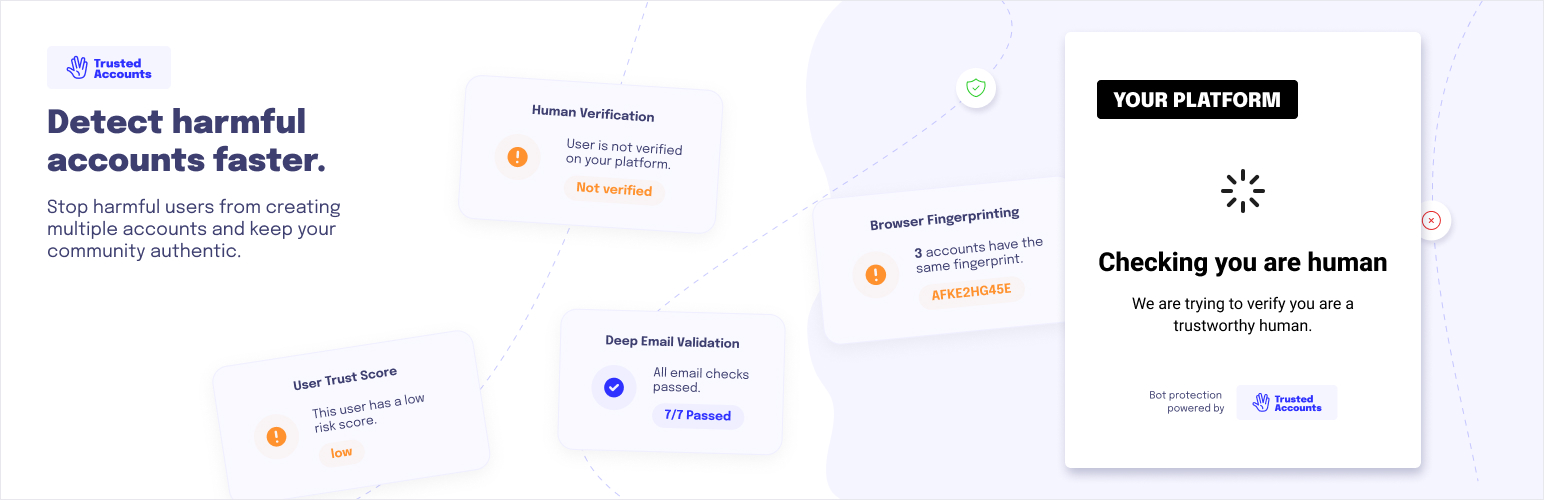 Trusted
Accounts
Detect harmful
accounts faster.
Stop harmful users from creating
multiple accounts and keep your
community authentic.
Human Verification
User is not verified
on your platform.
Not verified
User Trust Score
This user has a low
risk score.
low
Deep Email Validation
All email checks
passed.
7/7 Passed
Browser Fingerprinting
3 accounts have the
same fingerprint.
AFKE2HG45E
YOUR PLATFORM
Checking you are human
We are trying to verify you are a
trustworthy human.
Bot protection
powered by
Trusted
Accounts